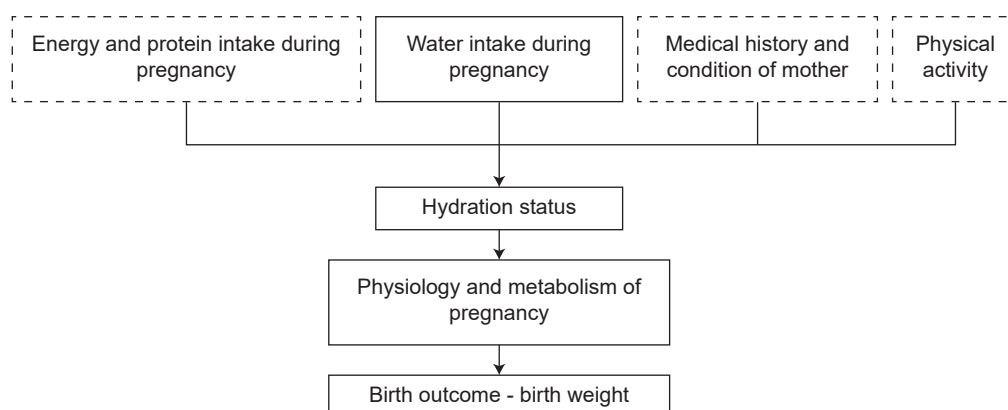 Energy and protein intake during
pregnancy
Water intake during
pregnancy
Medical history and
condition of mother
Physical
activity
Hydration status
Physiology and metabolism of
pregnancy
Birth outcome - birth weight